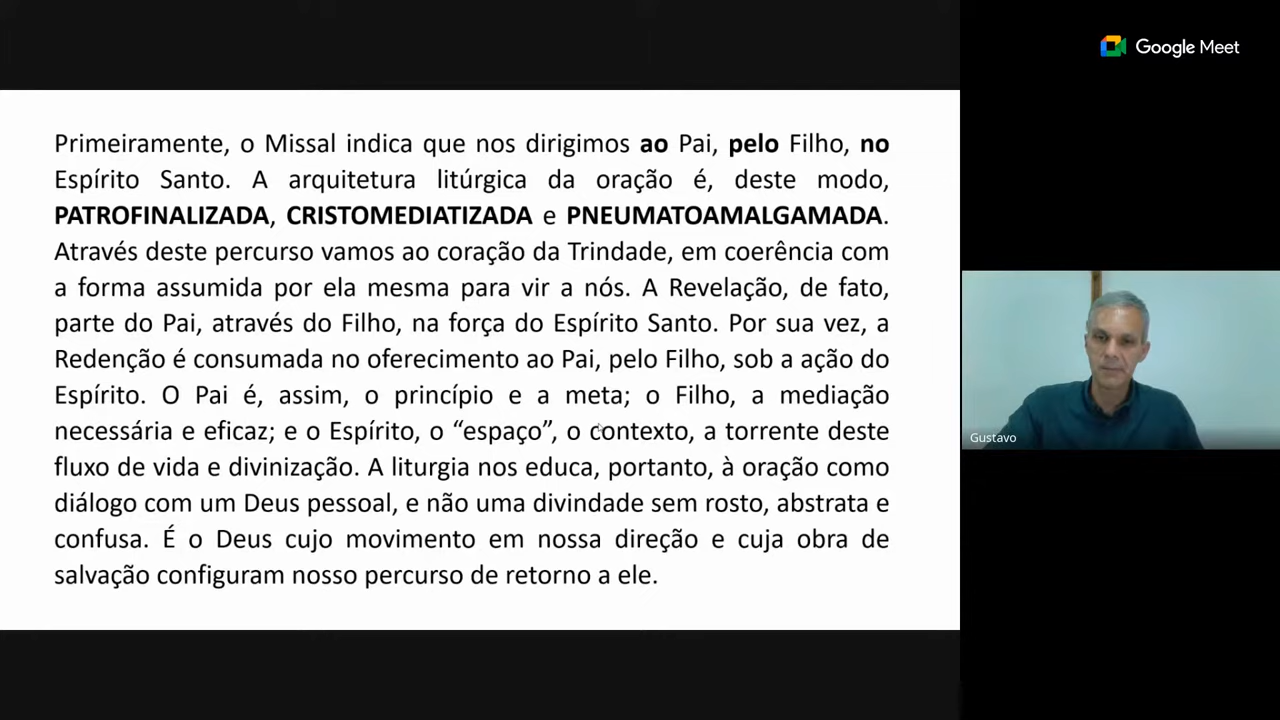 Primeiramente, o Missal indica que nos dirigimos ao Pai, pelo Filho, no
Espírito Santo. A arquitetura litúrgica da oração é, deste modo,
PATROFINALIZADA, CRISTOMEDIATIZADA e PNEUMATOAMALGAMADA.
Através deste percurso vamos ao coração da Trindade, em coerência com
a forma assumida por ela mesma para vir a nós. A Revelação, de fato,
parte do Pai, através do Filho, na força do Espírito Santo. Por sua vez, a
Redenção é consumada no oferecimento ao Pai, pelo Filho, sob a ação do
Espírito. O Pai é, assim, o princípio e a meta; o Filho, a mediação
necessária e eficaz; e o Espírito, o “espaço”, o contexto, a torrente deste
fluxo de vida e divinização. A liturgia nos educa, portanto, à oração como
diálogo com um Deus pessoal, e não uma divindade sem rosto, abstrata e
confusa. É o Deus cujo movimento em nossa direção e cuja obra de
salvação configuram nosso percurso de retorno a ele.
Google Meet
Gustavo